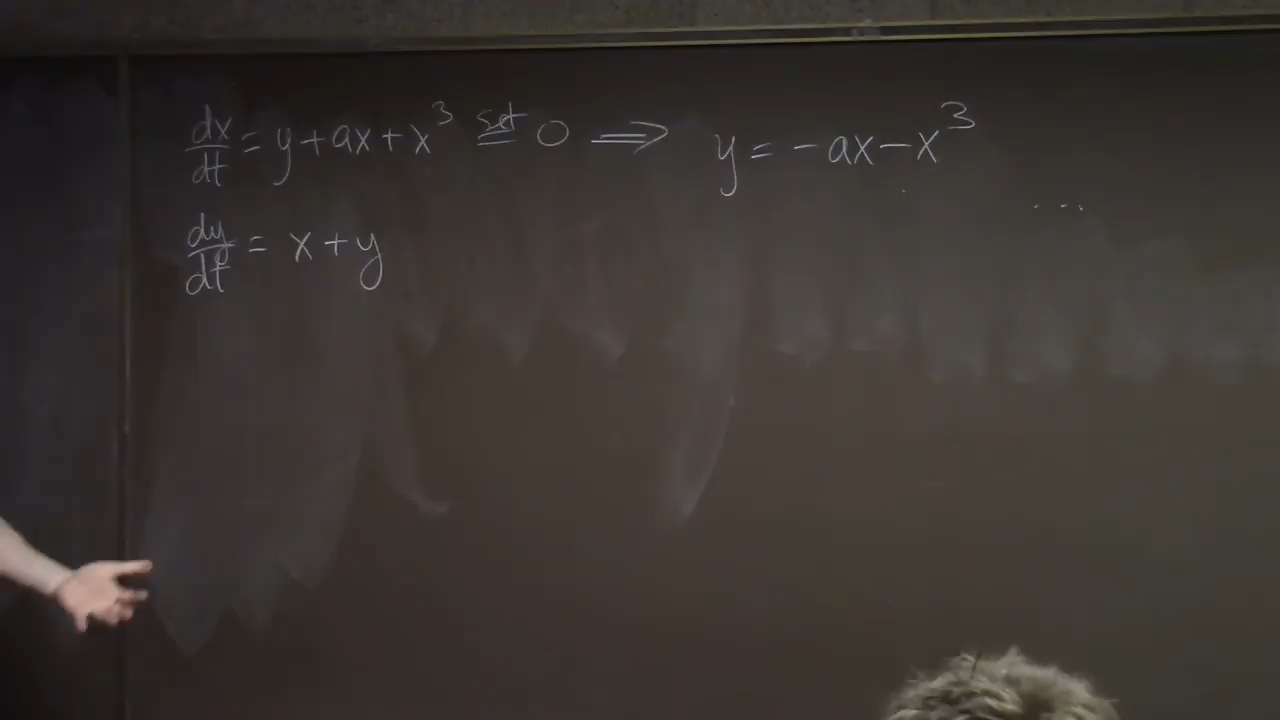 dx/dt = y + ax + x³ set= 0 ⟹ y = -ax - x³
...
dy/dt = x + y